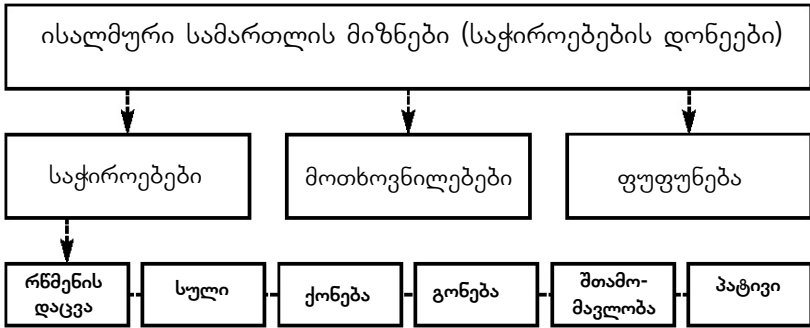 ისალმური სამართლის მიზნები (საჭიროებების დონეები)
საჭიროებები
მოთხოვნილებები
ფუფუნება
რწმენის
დაცვა
სული
ქონება
გონება
შთამო-
მავლობა
პატივი